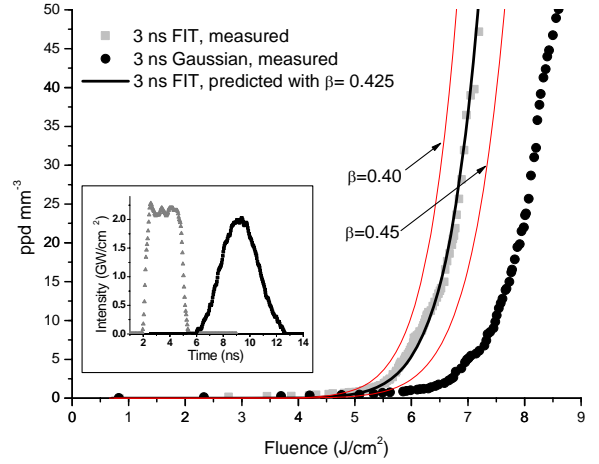 50
45
40
35
30
25
20
15
10
5
0
ppd mm⁻³
3 ns FIT, measured
3 ns Gaussian, measured
3 ns FIT, predicted with β= 0.425
β=0.40
β=0.45
2.0
1.5
1.0
0.5
0.0
Intensity (GW/cm²)
2 4 6 8 10 12 14
Time (ns)
0 1 2 3 4 5 6 7 8 9
Fluence (J/cm²)